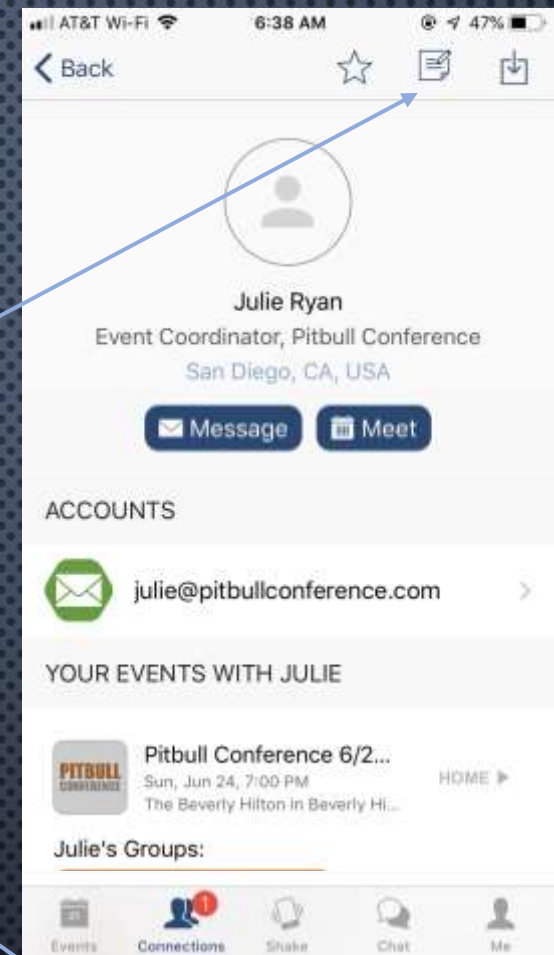 AT&T Wi-Fi 6:38 AM 47%
Back
Julie Ryan
Event Coordinator, Pitbull Conference
San Diego, CA, USA
Message Meet
ACCOUNTS
julie@pitbullconference.com
YOUR EVENTS WITH JULIE
PITBULL
CONFERENCE
Pitbull Conference 6/2...
Sun, Jun 24, 7:00 PM
HOME
The Beverly Hilton in Beverly Hi...
Julie's Groups:
1
Events Connections Shake Chat Me